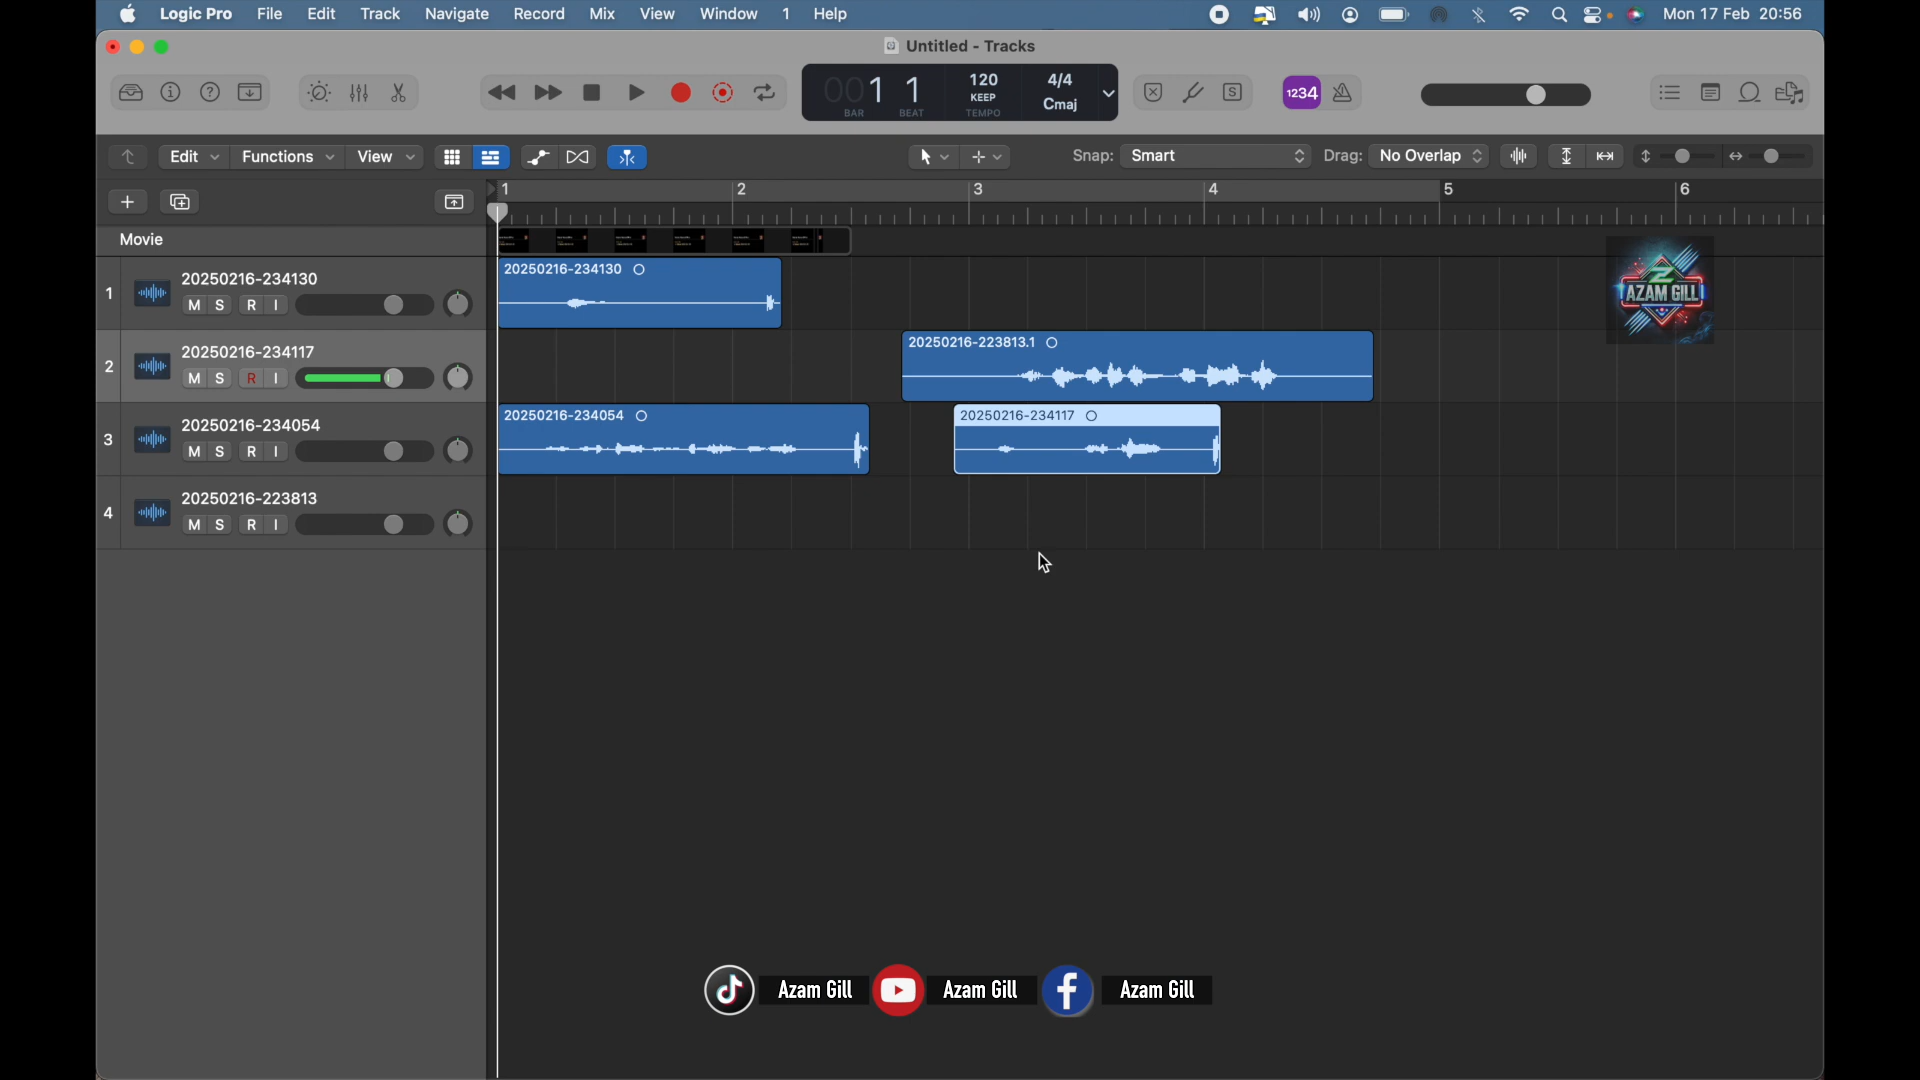 Logic Pro File Edit Track Navigate Record Mix View Window 1 Help Mon 17 Feb 20:56
Untitled - Tracks
001 1 120 4/4
KEEP Cmaj
BAR BEAT TEMPO
S 1234
Edit Functions View Snap: Smart Drag: No Overlap
1 2 3 4 5 6
Movie
1 20250216-234130
M S R I
20250216-234130
2 20250216-234117
M S R I
20250216-223813.1
3 20250216-234054
M S R I
20250216-234054
20250216-234117
4 20250216-223813
M S R I
Z
AZAM GILL
Azam Gill Azam Gill Azam Gill